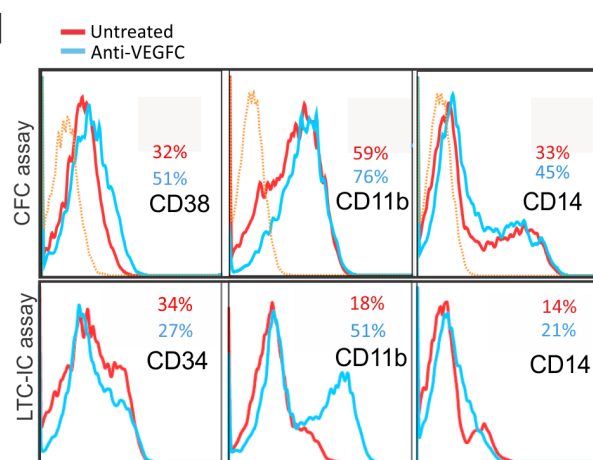 Untreated
Anti-VEGFC
CFC assay
32%
51%
CD38
59%
76%
CD11b
33%
45%
CD14
LTC-IC assay
34%
27%
CD34
18%
51%
CD11b
14%
21%
CD14